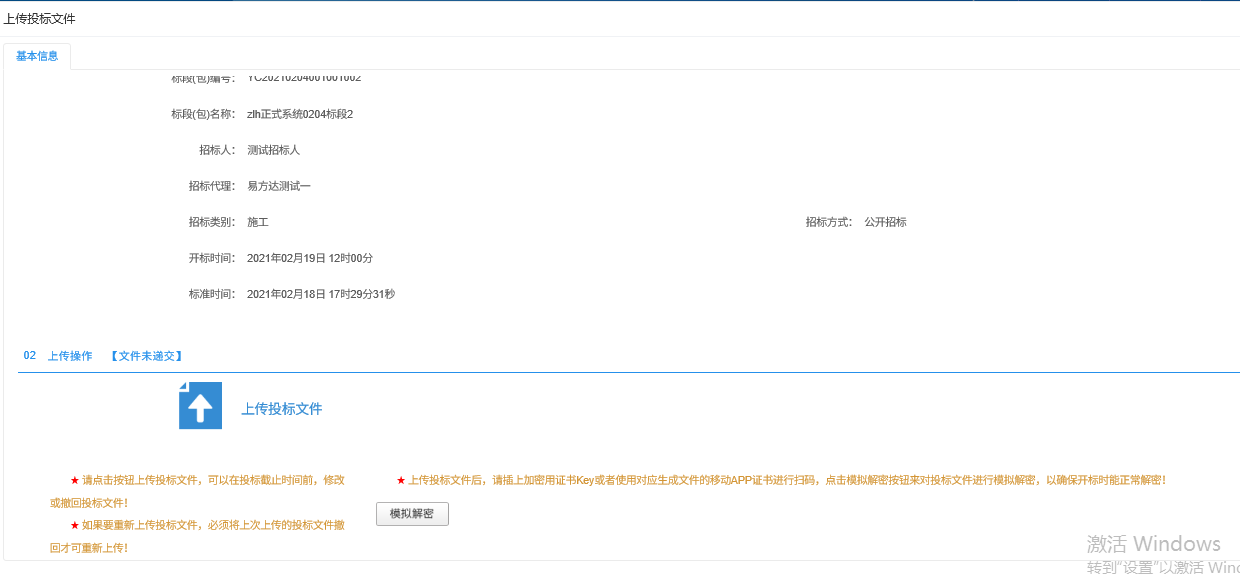 上传投标文件
基本信息
标段(包)编号： YC20210204001001002
标段(包)名称： zlh正式系统0204标段2
招标人： 测试招标人
招标代理： 易方达测试一
招标类别： 施工 招标方式： 公开招标
开标时间： 2021年02月19日 12时00分
标准时间： 2021年02月18日 17时29分31秒
02 上传操作 【文件未递交】
上传投标文件
★ 请点击按钮上传投标文件，可以在投标截止时间前，修改
或撤回投标文件！
★ 如果要重新上传投标文件，必须将上次上传的投标文件撤
回才可重新上传！
★ 上传投标文件后，请插上加密用证书Key或者使用对应生成文件的移动APP证书进行扫码，点击模拟解密按钮来对投标文件进行模拟解密，以确保开标时能正常解密！
模拟解密
激活 Windows
转到"设置"以激活 Win